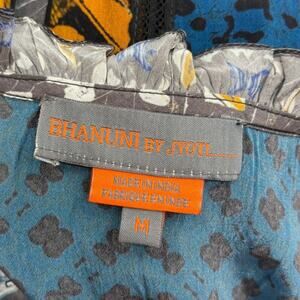 BHANUNI BY JYOTI
MADE IN INDIA
FABRIQUE EN INDE
M